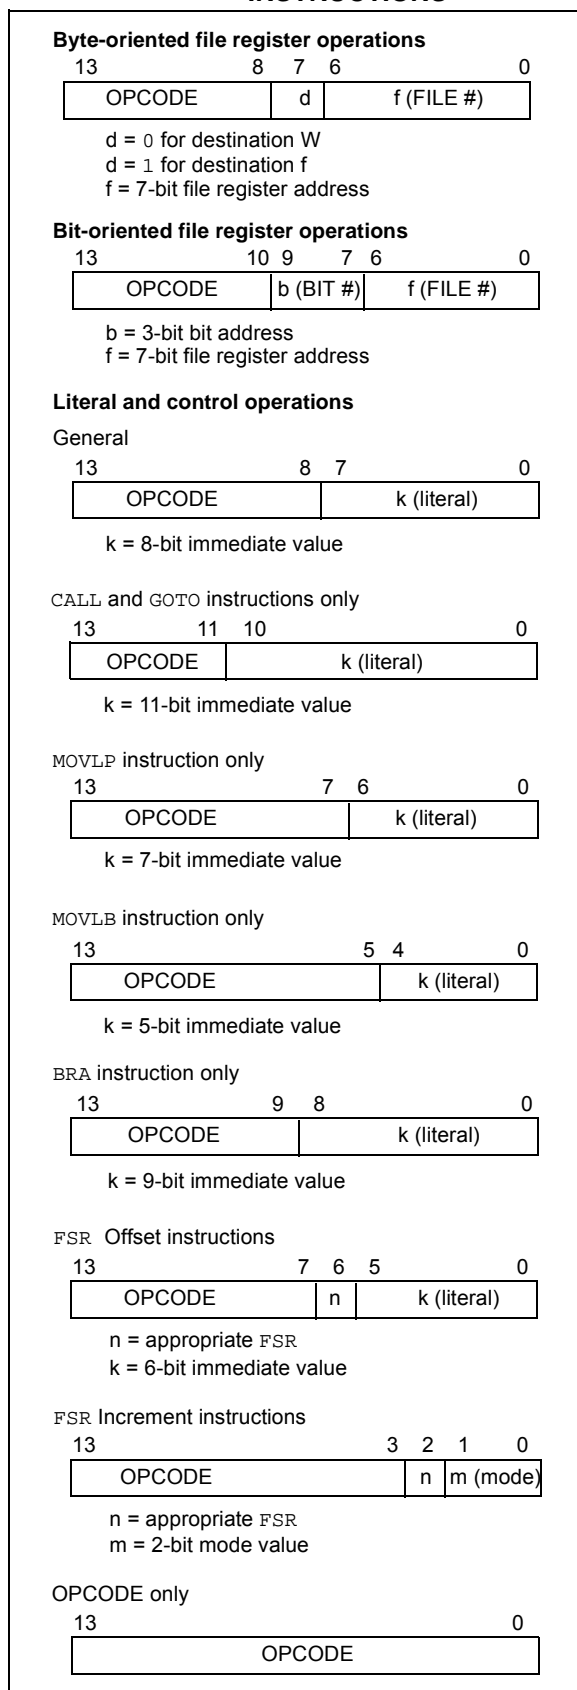 Byte-oriented file register operations
13 8 7 6 0
OPCODE d f (FILE #)
d = 0 for destination W
d = 1 for destination f
f = 7-bit file register address
Bit-oriented file register operations
13 10 9 7 6 0
OPCODE b (BIT #) f (FILE #)
b = 3-bit bit address
f = 7-bit file register address
Literal and control operations
General
13 8 7 0
OPCODE k (literal)
k = 8-bit immediate value
CALL and GOTO instructions only
13 11 10 0
OPCODE k (literal)
k = 11-bit immediate value
MOVLP instruction only
13 7 6 0
OPCODE k (literal)
k = 7-bit immediate value
MOVLB instruction only
13 5 4 0
OPCODE k (literal)
k = 5-bit immediate value
BRA instruction only
13 9 8 0
OPCODE k (literal)
k = 9-bit immediate value
FSR Offset instructions
13 7 6 5 0
OPCODE n k (literal)
n = appropriate FSR
k = 6-bit immediate value
FSR Increment instructions
13 3 2 1 0
OPCODE n m (mode)
n = appropriate FSR
m = 2-bit mode value
OPCODE only
13 0
OPCODE